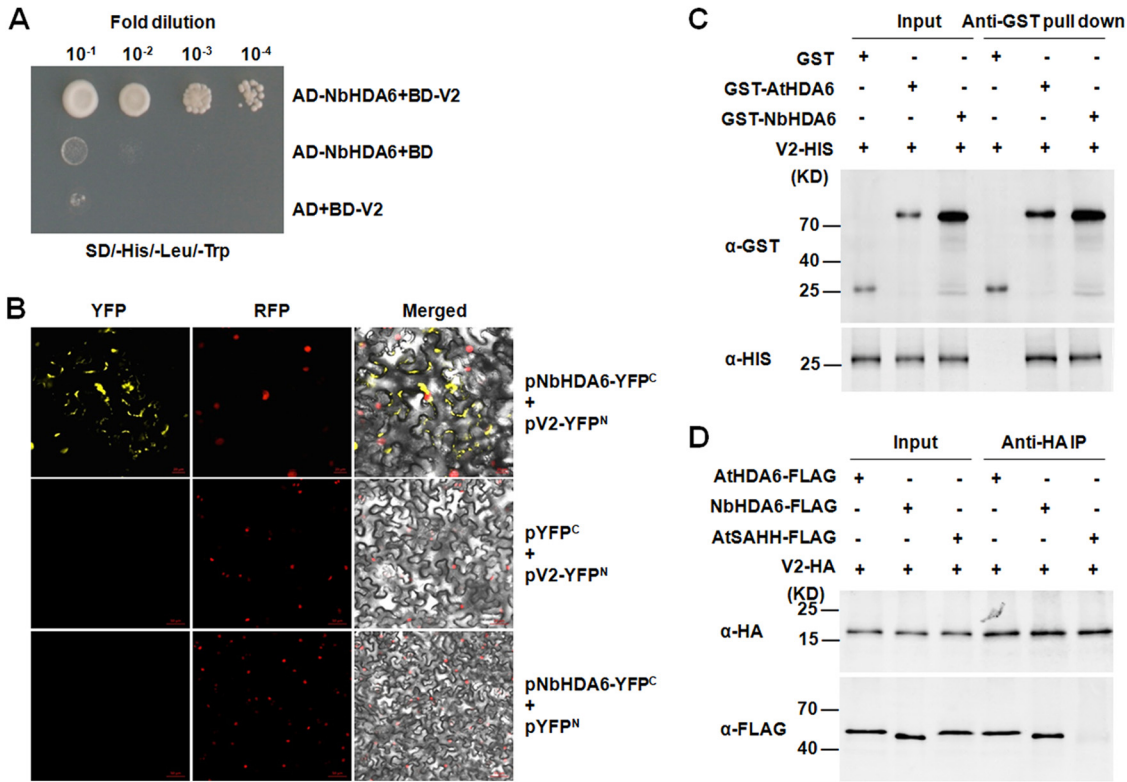 A
Fold dilution
10-1 10-2 10-3 10-4
AD-NbHDA6+BD-V2
AD-NbHDA6+BD
AD+BD-V2
SD/-His/-Leu/-Trp
B
YFP RFP Merged
pNbHDA6-YFPC
+
pV2-YFPN
pYFPC
+
pV2-YFPN
pNbHDA6-YFPC
+
pYFPN
C
Input Anti-GST pull down
GST + - - + - -
GST-AtHDA6 - + - - + -
GST-NbHDA6 - - + - - +
V2-HIS + + + + + +
(KD)
70
α-GST
40
25
α-HIS
25
D
Input Anti-HA IP
AtHDA6-FLAG + - - + - -
NbHDA6-FLAG - + - - + -
AtSAHH-FLAG - - + - - +
V2-HA + + + + + +
(KD)
25
α-HA
15
70
α-FLAG
40